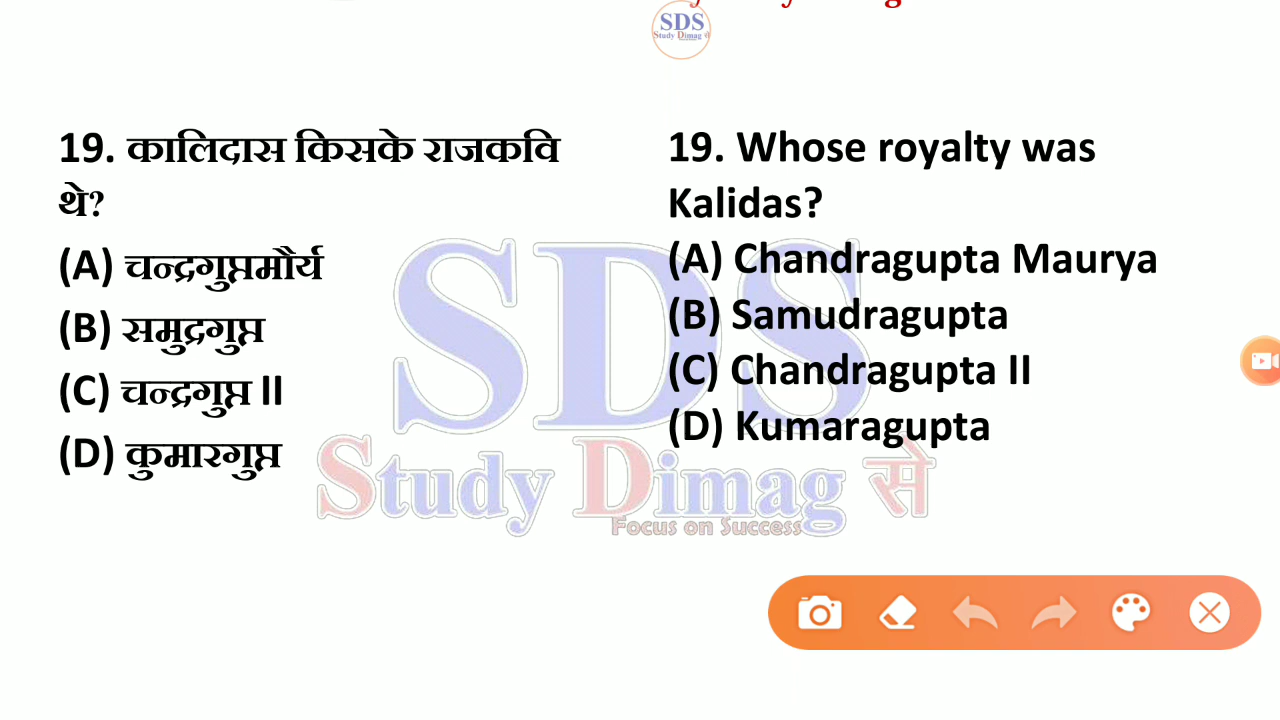 SDS
Study Dimag से
19. कालिदास किसके राजकवि
थे?
(A) चन्द्रगुप्तमौर्य
(B) समुद्रगुप्त
(C) चन्द्रगुप्त II
(D) कुमारगुप्त
19. Whose royalty was
Kalidas?
(A) Chandragupta Maurya
(B) Samudragupta
(C) Chandragupta II
(D) Kumaragupta
SDS
Study Dimag से
Focus on Success